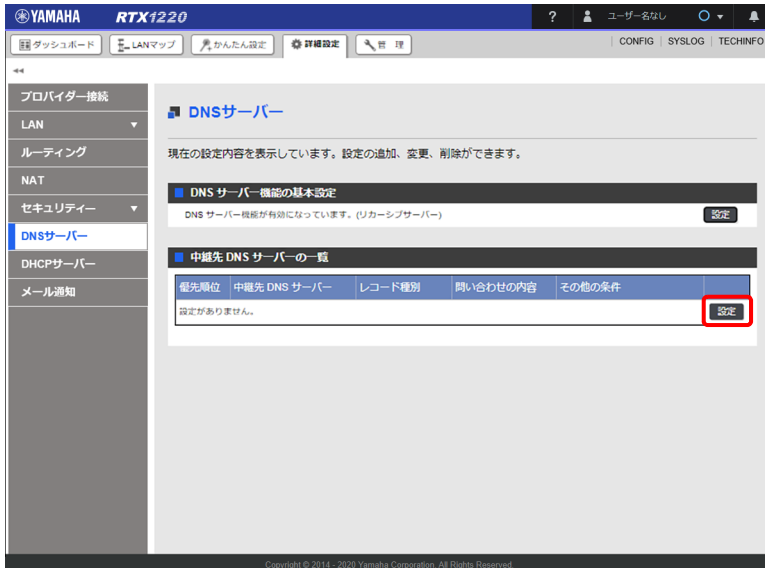 YAMAHA RTX1220 ? ユーザー名なし
ダッシュボード LANマップ かんたん設定 詳細設定 管 理 CONFIG SYSLOG TECHINFO
プロバイダー接続
LAN
ルーティング
NAT
セキュリティー
DNSサーバー
DHCPサーバー
メール通知
DNSサーバー
現在の設定内容を表示しています。設定の追加、変更、削除ができます。
DNS サーバー機能の基本設定
DNS サーバー機能が有効になっています。(リカーシブサーバー) 設定
中継先 DNS サーバーの一覧
優先順位 中継先 DNS サーバー レコード種別 問い合わせの内容 その他の条件
設定がありません。 設定
Copyright © 2014 - 2020 Yamaha Corporation. All Rights Reserved.